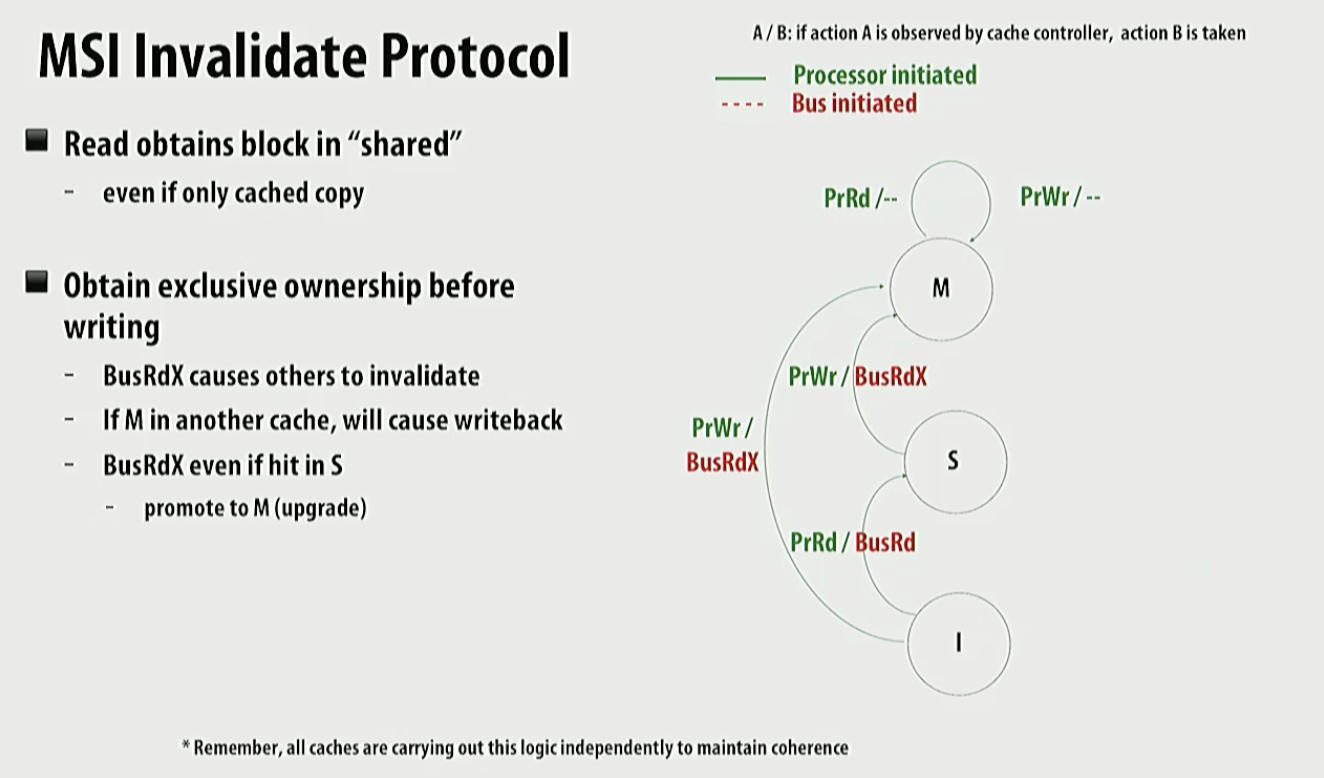 MSI Invalidate Protocol
Read obtains block in “shared”
- even if only cached copy
Obtain exclusive ownership before
writing
- BusRdX causes others to invalidate
- If M in another cache, will cause writeback
- BusRdX even if hit in S
- promote to M (upgrade)
A / B: if action A is observed by cache controller, action B is taken
Processor initiated
Bus initiated
PrRd /--
PrWr / --
M
PrWr / BusRdX
PrWr /
BusRdX
S
PrRd / BusRd
I
* Remember, all caches are carrying out this logic independently to maintain coherence